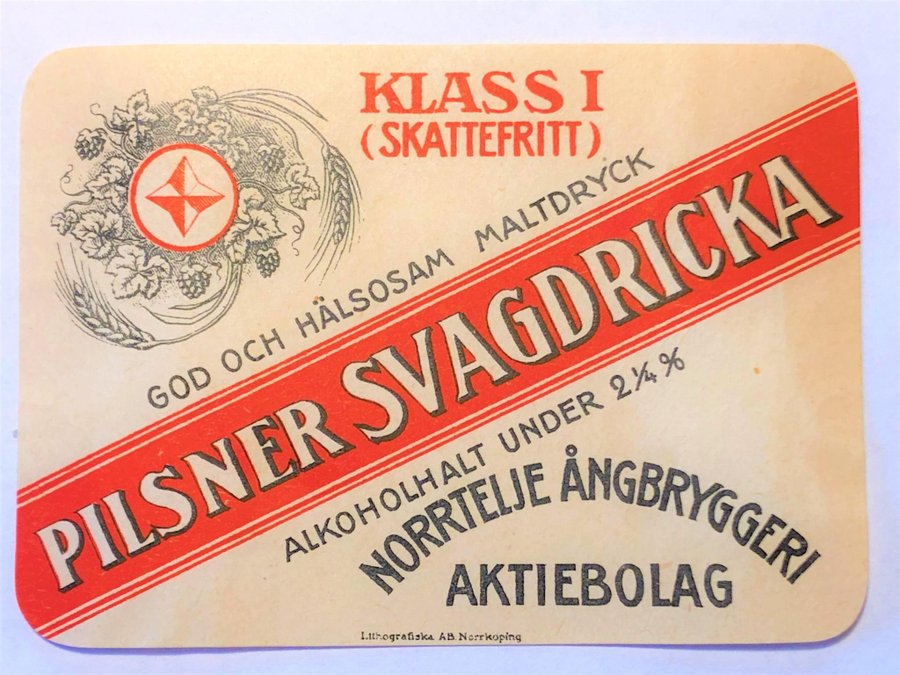 KLASS I
(SKATTEFRITT)
GOD OCH HÄLSOSAM MALTDRYCK
PILSNER SVAGDRICKA
ALKOHOLHALT UNDER 2¼ %
NORRTELJE ÅNGBRYGGERI
AKTIEBOLAG
Lithografiska AB. Norrköping